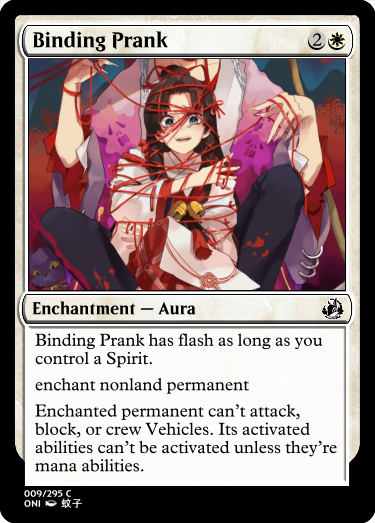 Binding Prank 2
Enchantment — Aura
Binding Prank has flash as long as you
control a Spirit.
enchant nonland permanent
Enchanted permanent can't attack,
block, or crew Vehicles. Its activated
abilities can't be activated unless they're
mana abilities.
009/295 C
ONI 蚊子